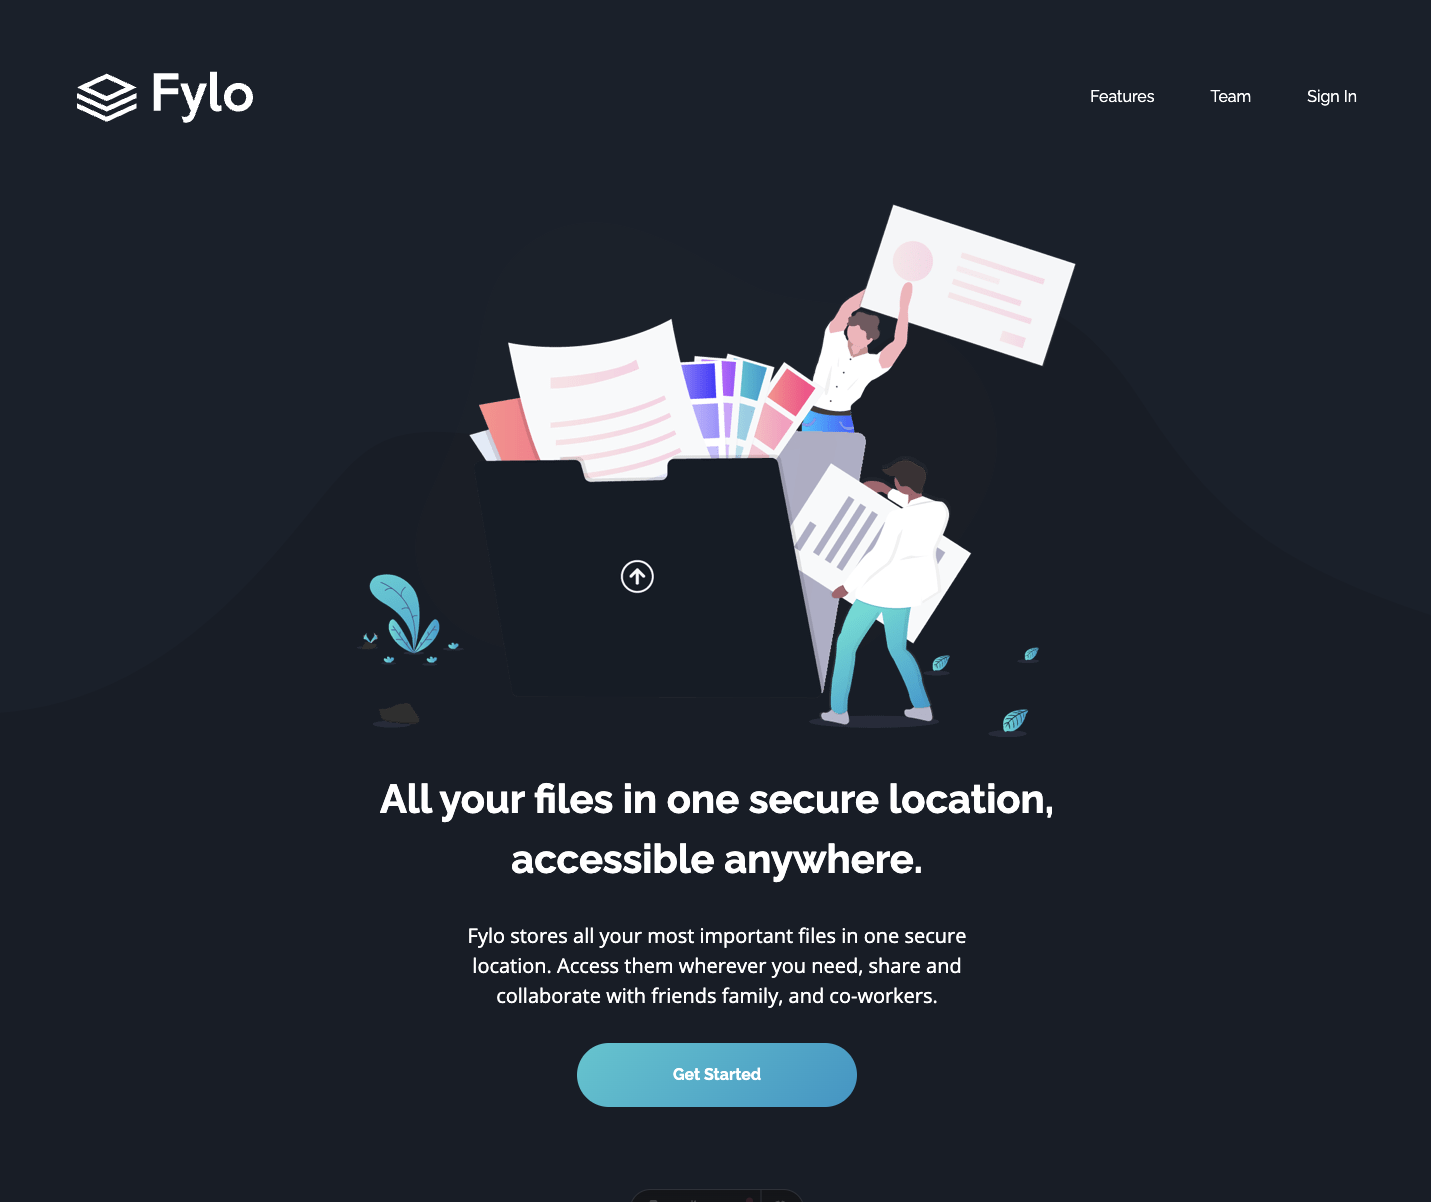 Fylo
Features
Team
Sign In
All your files in one secure location,
accessible anywhere.
Fylo stores all your most important files in one secure
location. Access them wherever you need, share and
collaborate with friends family, and co-workers.
Get Started